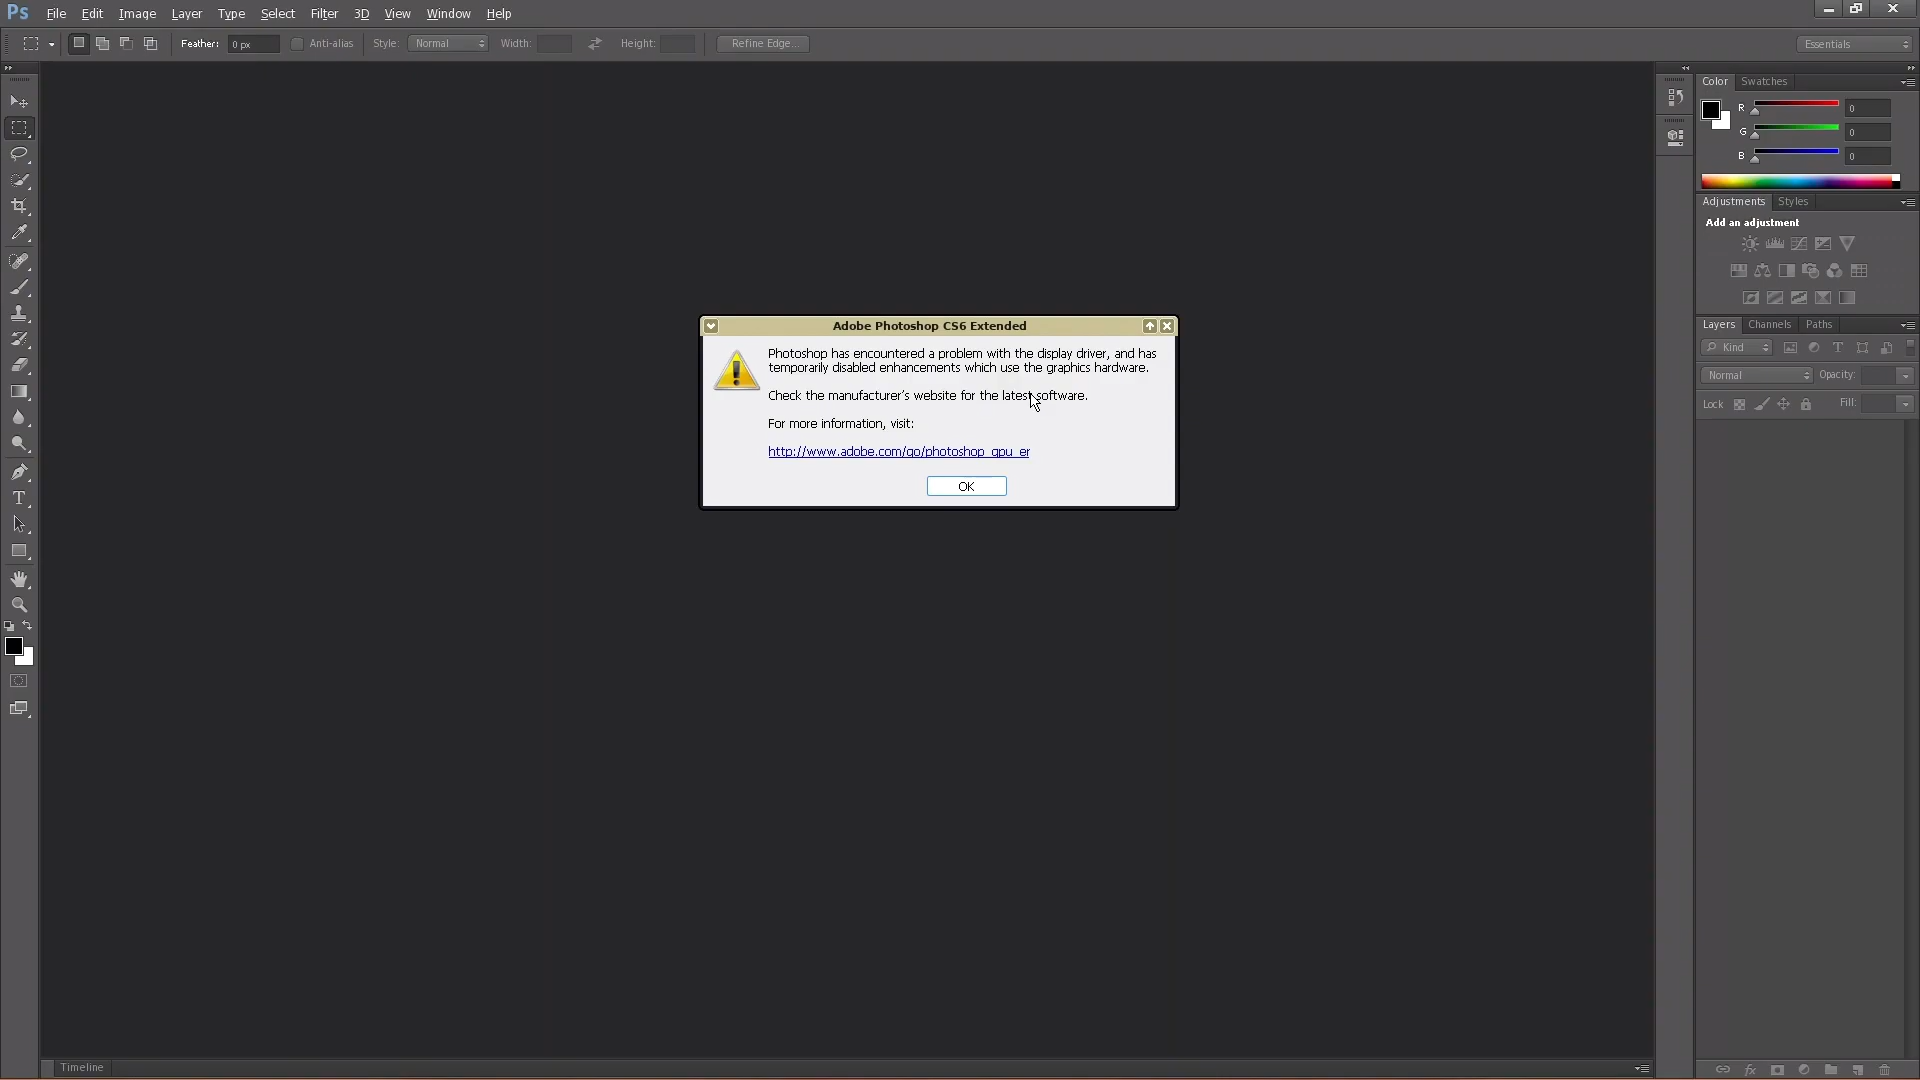 Ps File Edit Image Layer Type Select Filter 3D View Window Help
Feather: 0 px Anti-alias Style: Normal Width: Height: Refine Edge... Essentials
Color Swatches
R 0
G 0
B 0
Adjustments Styles
Add an adjustment
Layers Channels Paths
Kind T
Normal Opacity:
Lock Fill:
Adobe Photoshop CS6 Extended
Photoshop has encountered a problem with the display driver, and has
temporarily disabled enhancements which use the graphics hardware.
Check the manufacturer's website for the latest software.
For more information, visit:
http://www.adobe.com/go/photoshop_gpu_er
OK
T
Timeline
fx